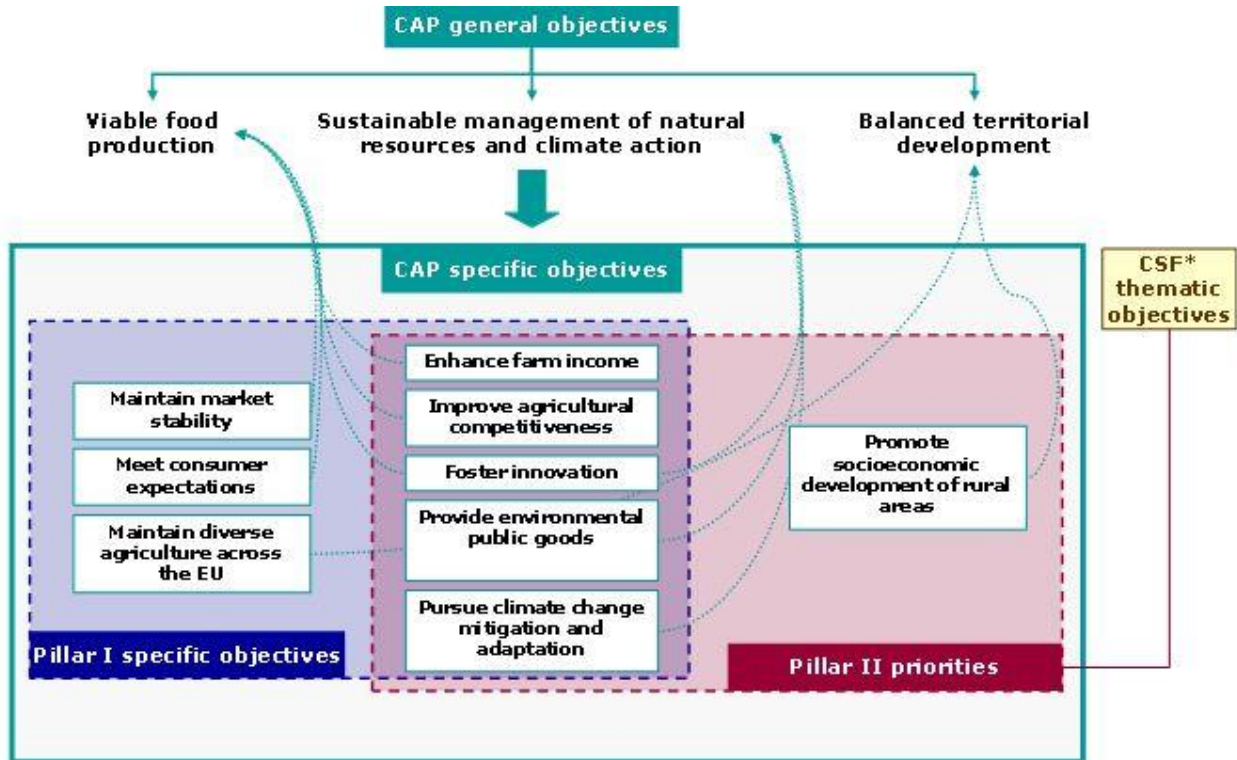 CAP general objectives
Viable food
production
Sustainable management of natural
resources and climate action
Balanced territorial
development
CAP specific objectives
CSF*
thematic
objectives
Maintain market
stability
Meet consumer
expectations
Maintain diverse
agriculture across
the EU
Enhance farm income
Improve agricultural
competitiveness
Foster innovation
Provide environmental
public goods
Pursue climate change
mitigation and
adaptation
Promote
socioeconomic
development of rural
areas
Pillar I specific objectives
Pillar II priorities